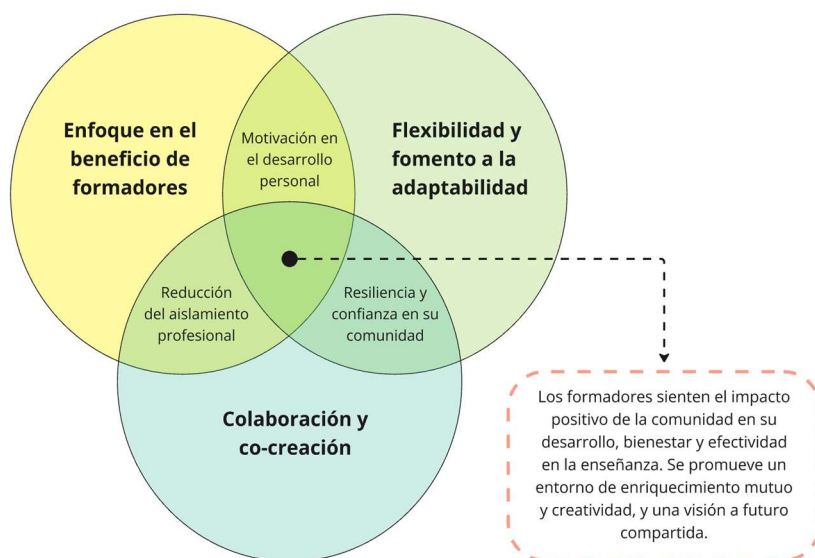 Enfoque en el
beneficio de
formadores
Motivación en
el desarrollo
personal
Flexibilidad y
fomento a la
adaptabilidad
Reducción
del aislamiento
profesional
Resiliencia y
confianza en su
comunidad
Colaboración y
co-creación
Los formadores sienten el impacto
positivo de la comunidad en su
desarrollo, bienestar y efectividad
en la enseñanza. Se promueve un
entorno de enriquecimiento mutuo
y creatividad, y una visión a futuro
compartida.